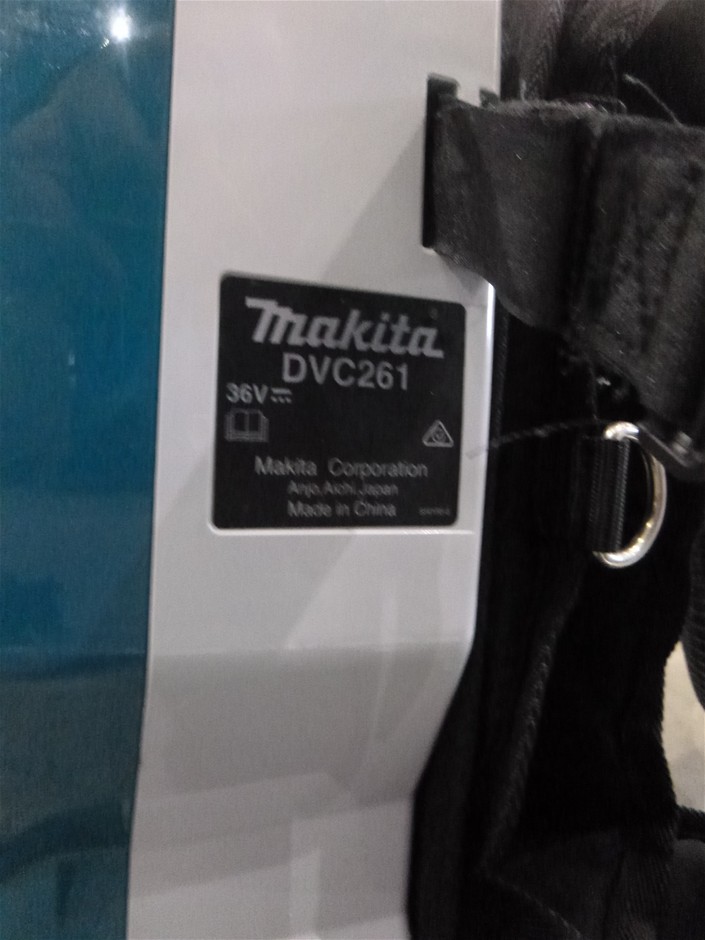 makita
DVC261
36V⎓
Makita Corporation
Anjo, Aichi Japan
Made in China